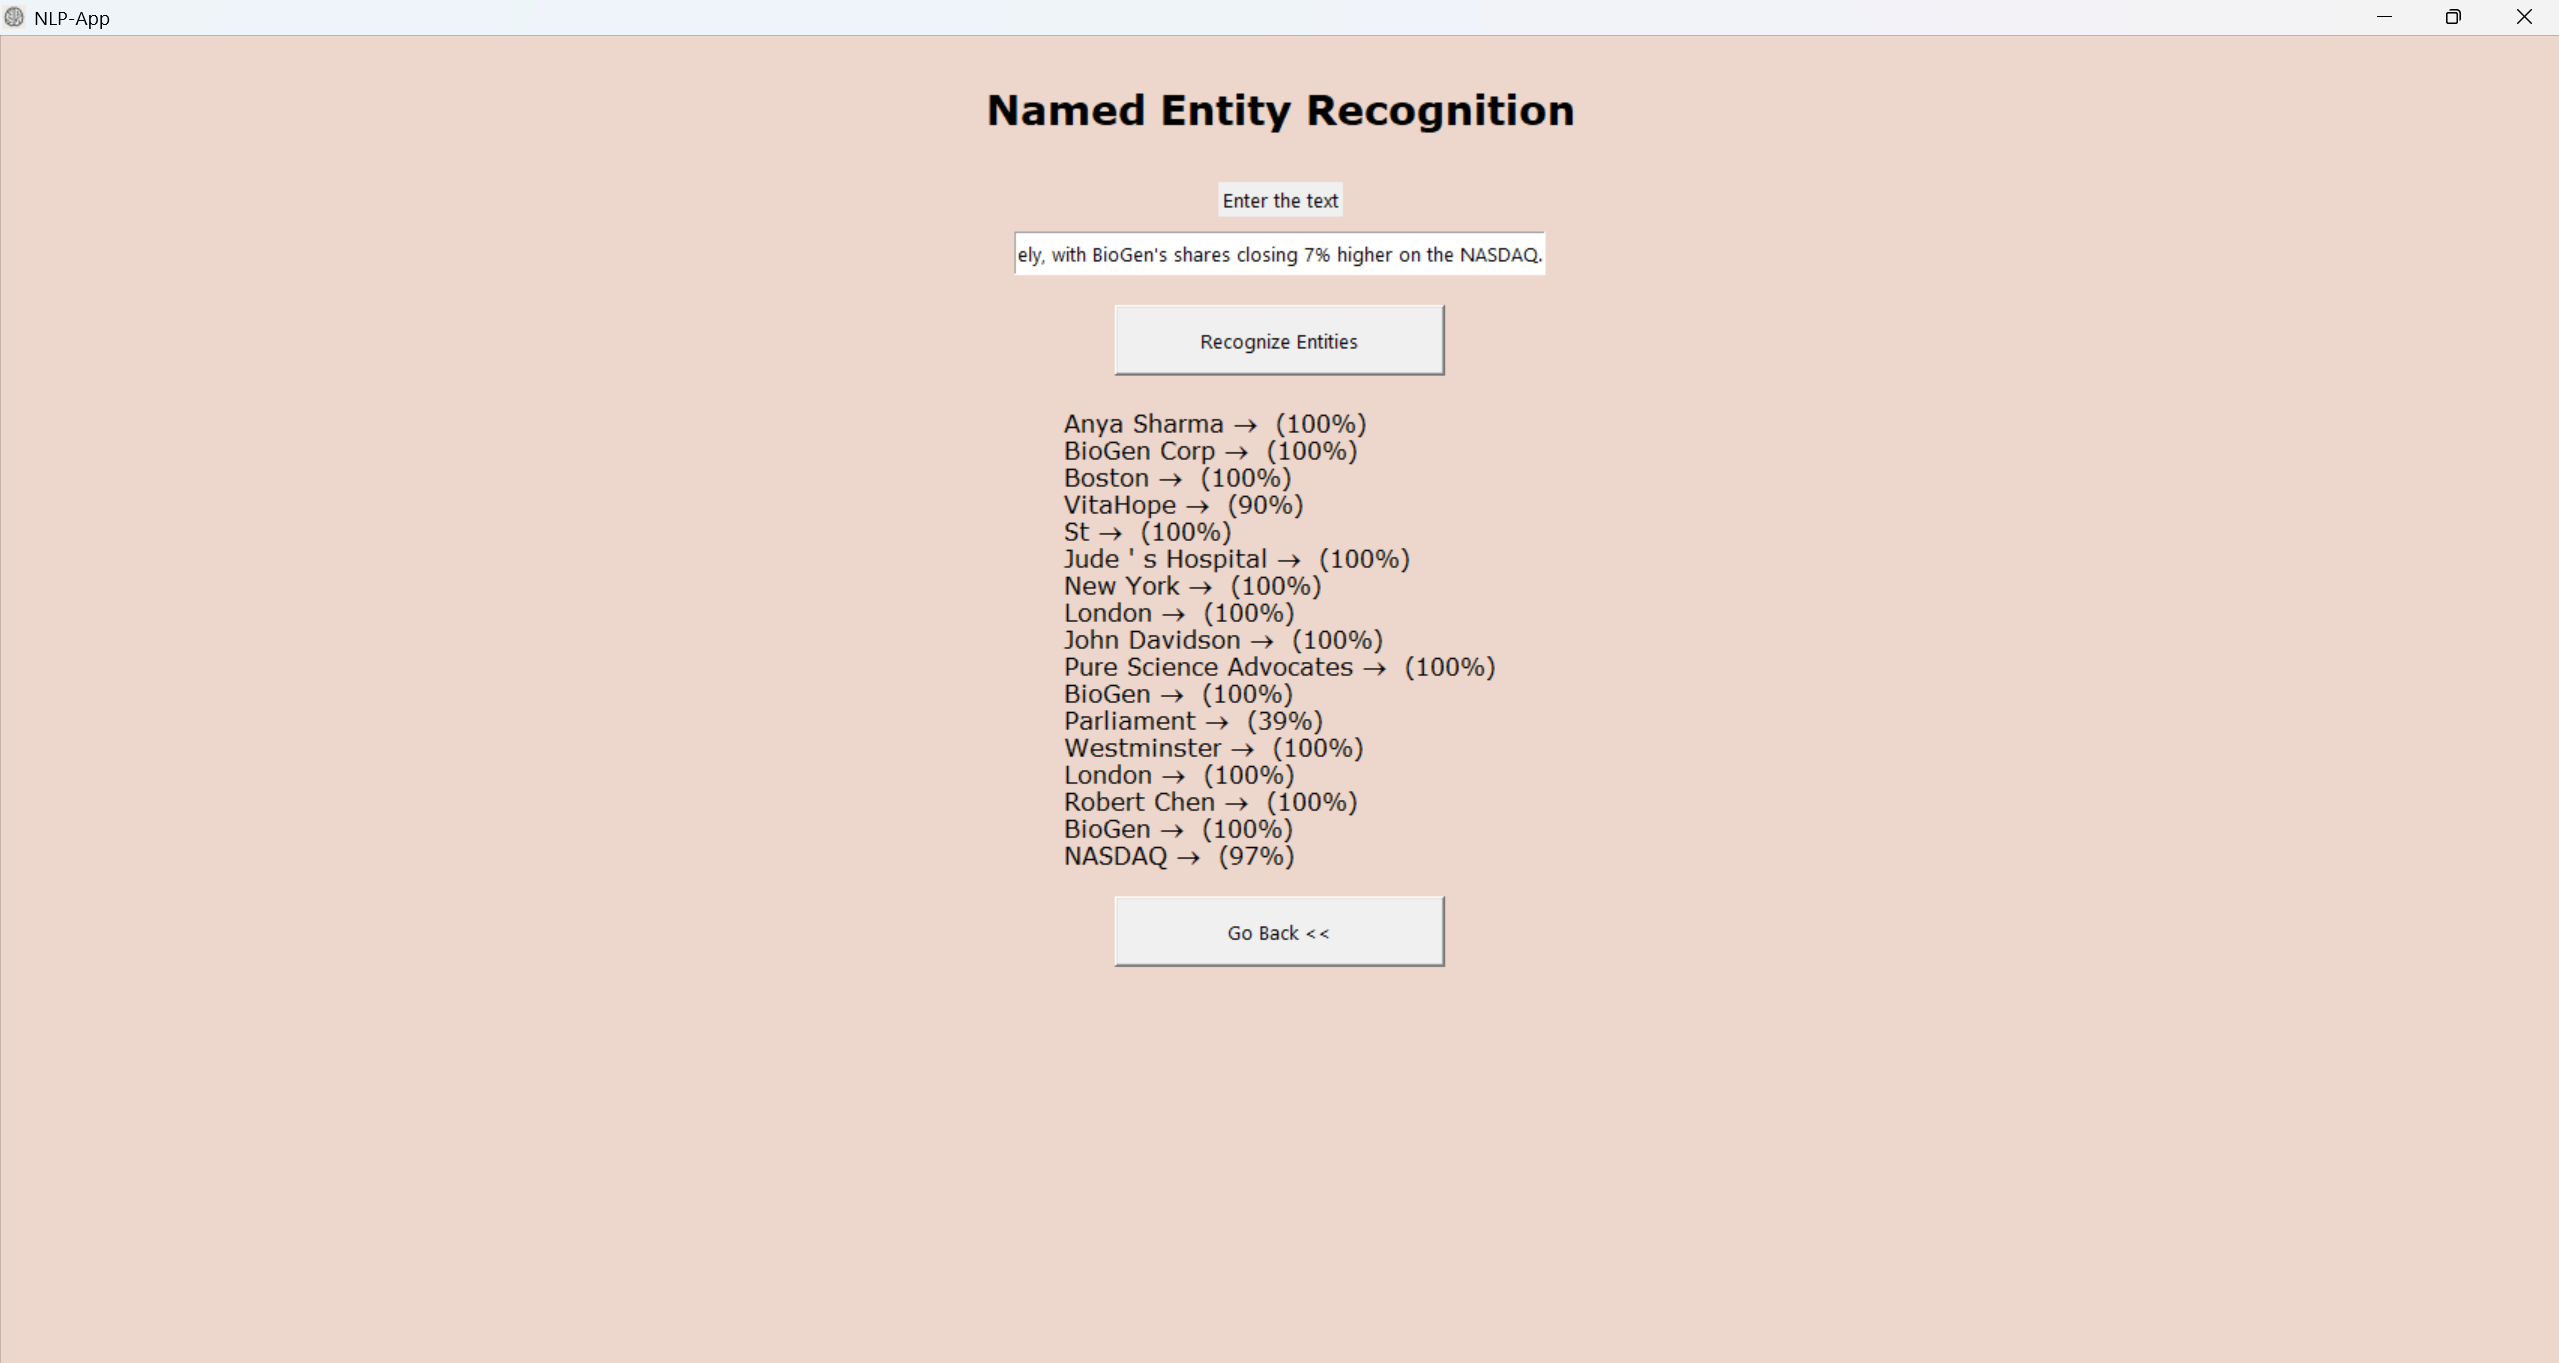 NLP-App
Named Entity Recognition
Enter the text
ely, with BioGen's shares closing 7% higher on the NASDAQ.
Recognize Entities
Anya Sharma → (100%)
BioGen Corp → (100%)
Boston → (100%)
VitaHope → (90%)
St → (100%)
Jude ' s Hospital → (100%)
New York → (100%)
London → (100%)
John Davidson → (100%)
Pure Science Advocates → (100%)
BioGen → (100%)
Parliament → (39%)
Westminster → (100%)
London → (100%)
Robert Chen → (100%)
BioGen → (100%)
NASDAQ → (97%)
Go Back <<